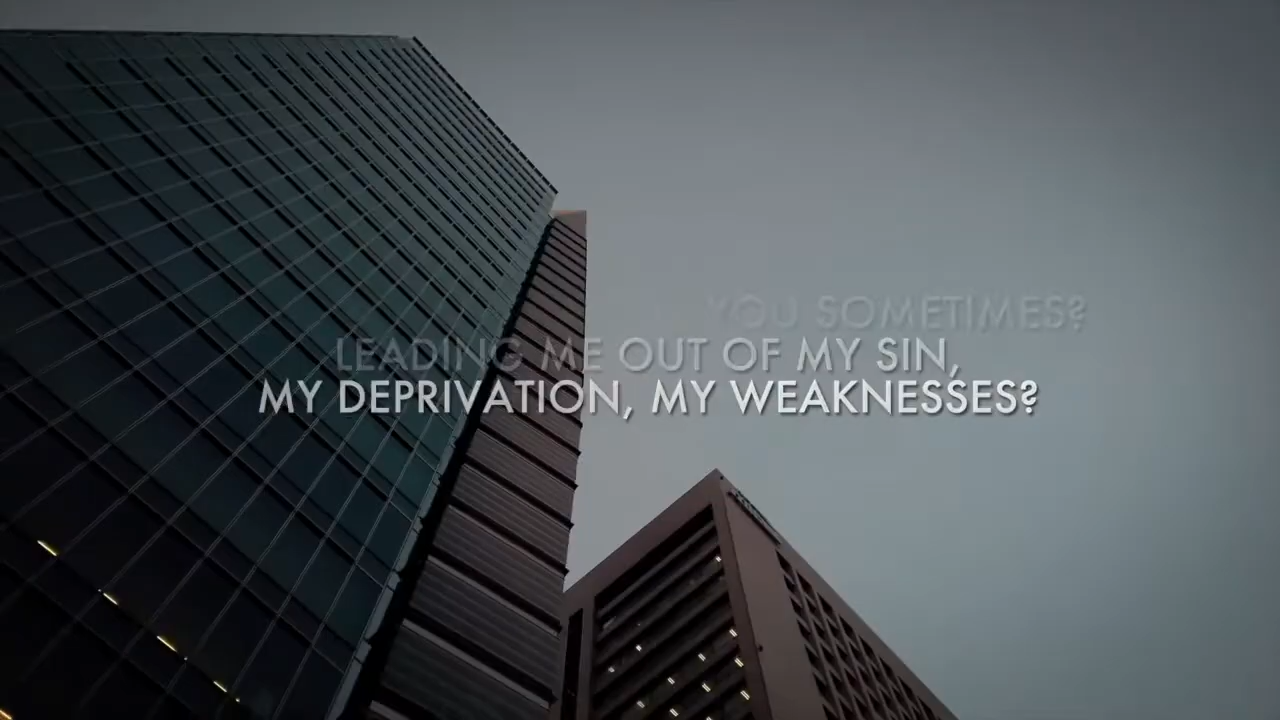 YOU SOMETIMES?
LEADING ME OUT OF MY SIN,
MY DEPRIVATION, MY WEAKNESSES?